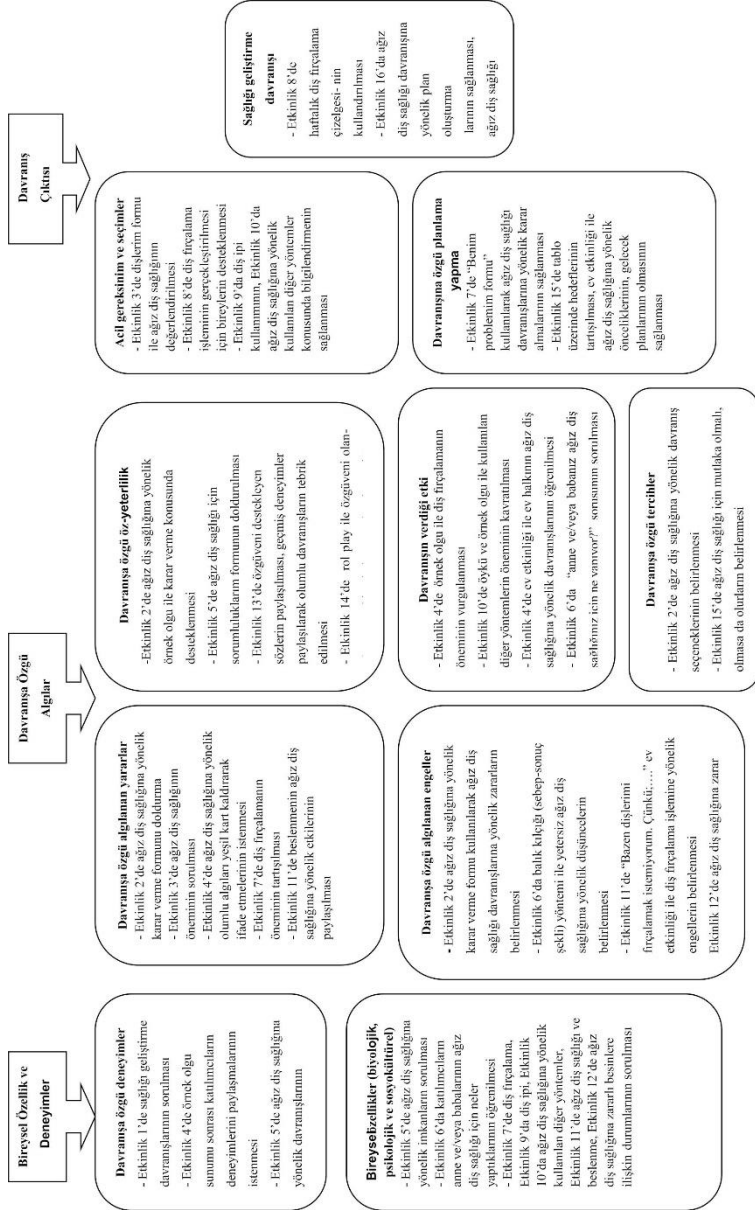 Bireysel Özellik ve
Deneyimler
Davranışa özgü deneyimler
- Etkinlik 1'de sağlığı geliştirme
davranışlarının sorulması
- Etkinlik 4'de örnek olgu
sunumu sonrası katılımcıların
deneyimlerini paylaşmalarının
istenmesi
- Etkinlik 5'de ağız diş sağlığına
yönelik davranışlarının
Bireyselözellikler (biyolojik,
psikolojik ve sosyokültürel)
- Etkinlik 5'de ağız diş sağlığına
yönelik imkanların sorulması
- Etkinlik 6'da katılımcıların
anne ve/veya babalarının ağız
diş sağlığı için neler
yaptıklarının öğrenilmesi
- Etkinlik 7'de diş fırçalama,
Etkinlik 9'da diş ipi, Etkinlik
10'da ağız diş sağlığına yönelik
kullanılan diğer yöntemler,
Etkinlik 11'de ağız diş sağlığı ve
beslenme, Etkinlik 12'de ağız
diş sağlığına zararlı besinlere
ilişkin durumlarının sorulması
Davranışa Özgü
Algılar
Davranışa özgü algılanan yararlar
- Etkinlik 2'de ağız diş sağlığına yönelik
karar verme formunu doldurma
- Etkinlik 3'de ağız diş sağlığının
öneminin sorulması
- Etkinlik 4'de ağız diş sağlığına yönelik
olumlu algıları yeşil kart kaldırarak
ifade etmelerinin istenmesi
- Etkinlik 7'de diş fırçalamanın
öneminin tartışılması
- Etkinlik 11'de beslenmenin ağız diş
sağlığına yönelik etkilerinin
paylaşılması
Davranışa özgü algılanan engeller
- Etkinlik 2'de ağız diş sağlığına yönelik
karar verme formu kullanılarak ağız diş
sağlığı davranışlarına yönelik zararların
belirlenmesi
- Etkinlik 6'da balık kılçığı (sebep-sonuç
şekli) yöntemi ile yetersiz ağız diş
sağlığına yönelik düşüncelerin
belirlenmesi
- Etkinlik 11'de "Bazen dişlerimi
fırçalamak istemiyorum. Çünkü;…." ev
etkinliği ile diş fırçalama işlemine yönelik
engellerin belirlenmesi
Etkinlik 12'de ağız diş sağlığına zarar
Davranışa özgü öz-yeterlilik
-Etkinlik 2'de ağız diş sağlığına yönelik
örnek olgu ile karar verme konusunda
desteklenmesi
- Etkinlik 5'de ağız diş sağlığı için
sorumluluklarım formunun doldurulması
- Etkinlik 13'de özgüveni destekleyen
sözlerin paylaşılması, geçmiş deneyimler
paylaşılarak olumlu davranışların tebrik
edilmesi
- Etkinlik 14'de rol play ile özgüveni olan-
Davranışın verdiği etki
- Etkinlik 4'de örnek olgu ile diş fırçalamanın
öneminin vurgulanması
- Etkinlik 10'de öykü ve örnek olgu ile kullanılan
diğer yöntemlerin öneminin kavratılması
- Etkinlik 4'de ev etkinliği ile ev halkının ağız diş
sağlığına yönelik davranışlarının öğrenilmesi
- Etkinlik 6'da "anne ve/veya babanız ağız diş
sağlığınız için ne yapıyor?" sorusunun sorulması
Davranışa özgü tercihler
- Etkinlik 2'de ağız diş sağlığına yönelik davranış
seçeneklerinin belirlenmesi
- Etkinlik 15'de ağız diş sağlığı için mutlaka olmalı,
olmasa da olurların belirlenmesi
Davranış
Çıktısı
Acil gereksinim ve seçimler
- Etkinlik 3'de dişlerim formu
ile ağız diş sağlığının
değerlendirilmesi
- Etkinlik 8'de diş fırçalama
işleminin gerçekleştirilmesi
için bireylerin desteklenmesi
- Etkinlik 9'da diş ipi
kullanımının, Etkinlik 10'da
ağız diş sağlığına yönelik
kullanılan diğer yöntemler
konusunda bilgilendirmenin
sağlanması
Davranışına özgü planlama
yapma
- Etkinlik 7'de "Benim
problemim formu"
kullanılarak ağız diş sağlığı
davranışlarına yönelik karar
almalarının sağlanması
- Etkinlik 15'de tablo
üzerinde hedeflerinin
tartışılması, ev etkinliği ile
ağız diş sağlığına yönelik
önceliklerinin, gelecek
planlarının olmasının
sağlanması
Sağlığı geliştirme
davranışı
- Etkinlik 8'de
haftalık diş fırçalama
çizelgesi- nin
kullandırılması
- Etkinlik 16'da ağız
diş sağlığı davranışına
yönelik plan
oluşturma
larının sağlanması,
ağız diş sağlığı